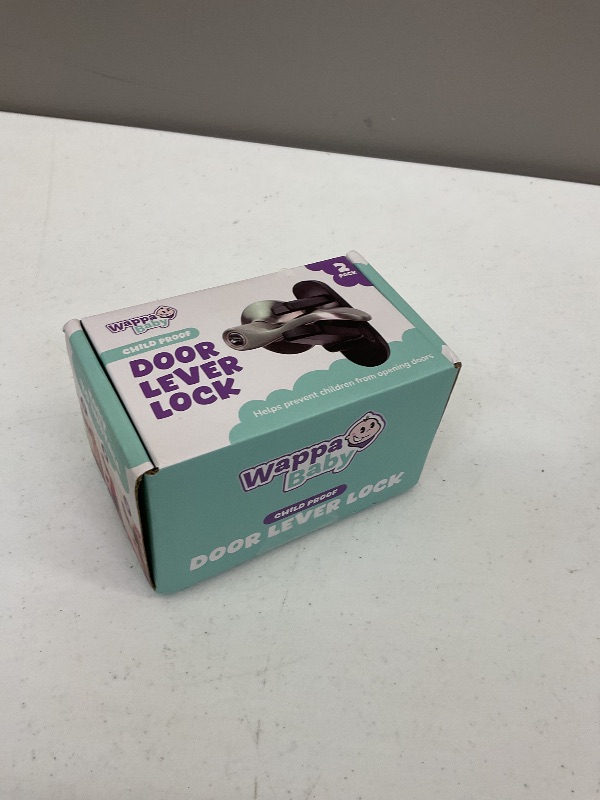 Wappa
Baby
CHILD PROOF
DOOR
LEVER
LOCK
2
PACK
Helps prevent children from opening doors
Wappa
Baby
CHILD PROOF
DOOR LEVER LOCK